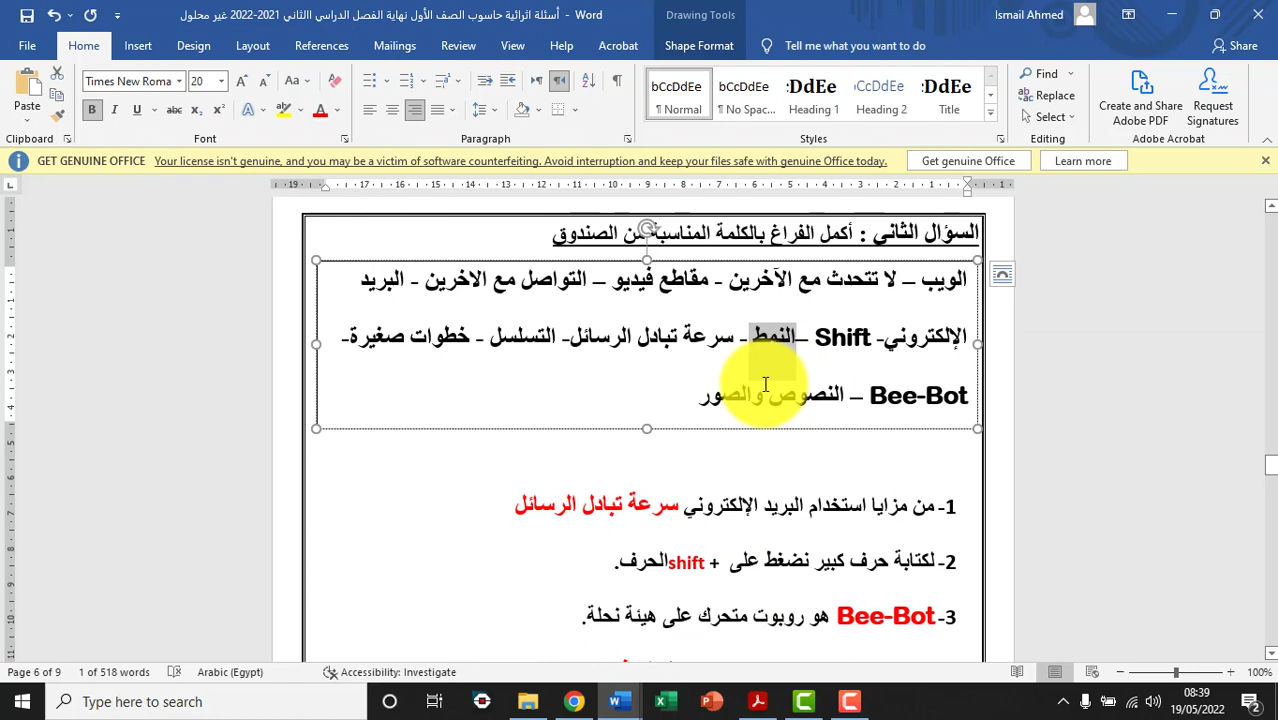 أسئلة اثرائية حاسوب الصف الأول نهاية الفصل الدراسي االثاني 2021-2022 غير محلول - Word
Drawing Tools
Ismail Ahmed
File Home Insert Design Layout References Mailings Review View Help Acrobat Shape Format Tell me what you want to do Share
Paste
Times New Roma 20
Clipboard Font Paragraph Styles Editing Adobe Acrobat
bCcDdEe ¶ Normal
bCcDdEe ¶ No Spac...
bCcDdEe Heading 1
bCcDdEe Heading 2
bCcDdEe Title
Find
Replace
Select
Create and Share Adobe PDF
Request Signatures
GET GENUINE OFFICE Your license isn't genuine, and you may be a victim of software counterfeiting. Avoid interruption and keep your files safe with genuine Office today. Get genuine Office Learn more
السؤال الثاني : أكمل الفراغ بالكلمة المناسبة من الصندوق
الويب – لا تتحدث مع الآخرين - مقاطع فيديو – التواصل مع الاخرين - البريد
الإلكتروني- Shift –النمط - سرعة تبادل الرسائل- التسلسل - خطوات صغيرة-
Bee-Bot – النصوص والصور
1- من مزايا استخدام البريد الإلكتروني سرعة تبادل الرسائل
2- لكتابة حرف كبير نضغط على + shiftالحرف.
3- Bee-Bot هو روبوت متحرك على هيئة نحلة.
Page 6 of 9 1 of 518 words Arabic (Egypt) Accessibility: Investigate 100%
Type here to search
08:39
19/05/2022